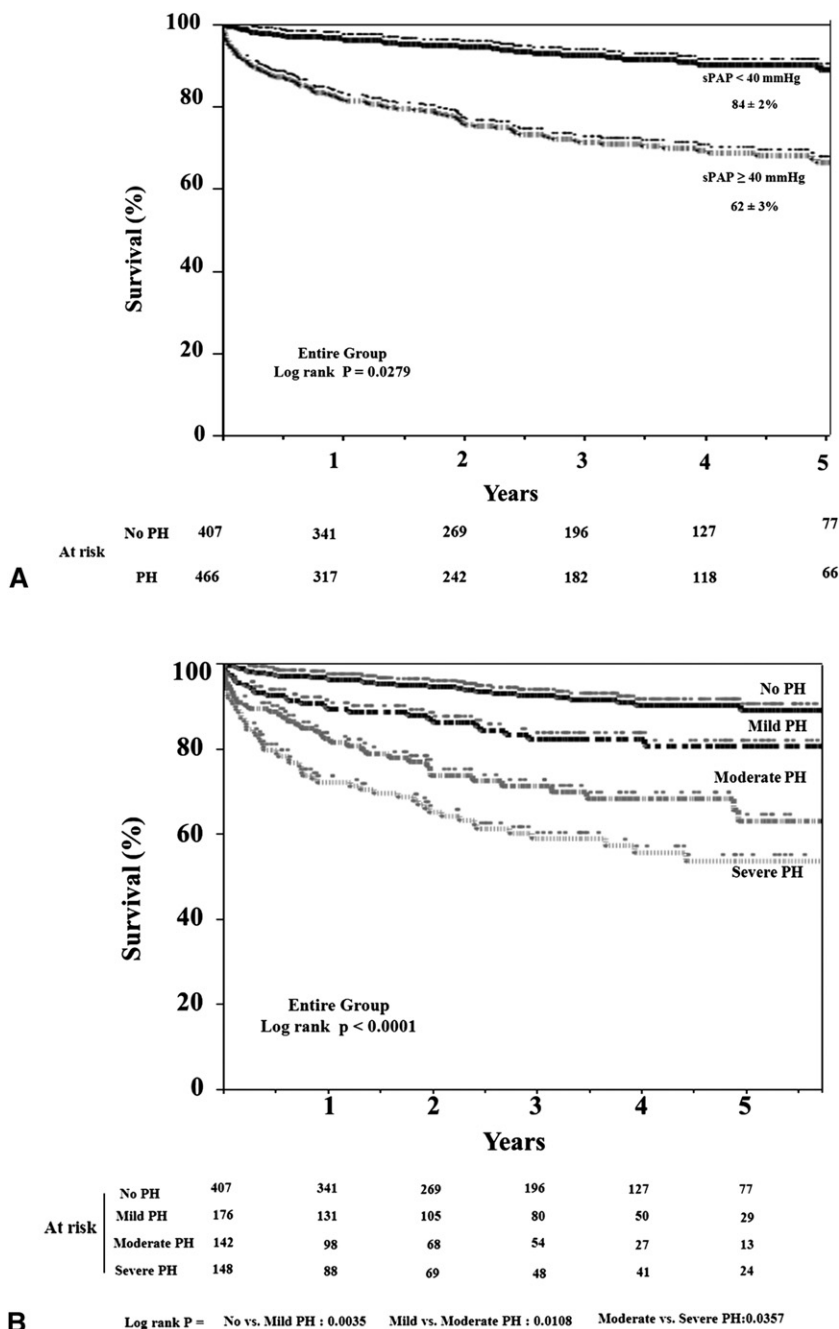 100
80
60
40
20
0
Survival (%)
sPAP < 40 mmHg
84 ± 2%
sPAP ≥ 40 mmHg
62 ± 3%
Entire Group
Log rank P = 0.0279
1 2 3 4 5
Years
At risk
No PH 407 341 269 196 127 77
PH 466 317 242 182 118 66
A
100
80
60
40
20
0
Survival (%)
No PH
Mild PH
Moderate PH
Severe PH
Entire Group
Log rank p < 0.0001
1 2 3 4 5
Years
At risk
No PH 407 341 269 196 127 77
Mild PH 176 131 105 80 50 29
Moderate PH 142 98 68 54 27 13
Severe PH 148 88 69 48 41 24
B Log rank P = No vs. Mild PH : 0.0035 Mild vs. Moderate PH : 0.0108 Moderate vs. Severe PH:0.0357